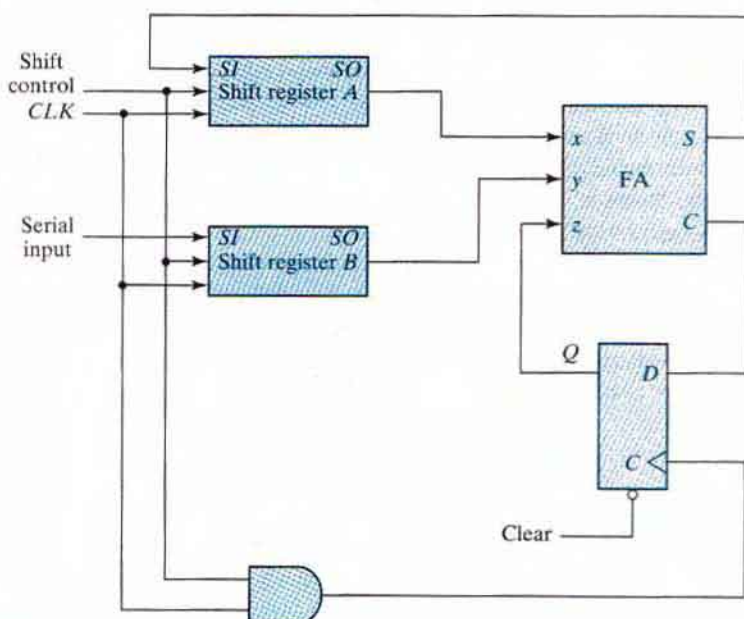 Shift
control
CLK
SI SO
Shift register A
Serial
input
SI SO
Shift register B
x S
y FA
z C
Q
D
C
Clear